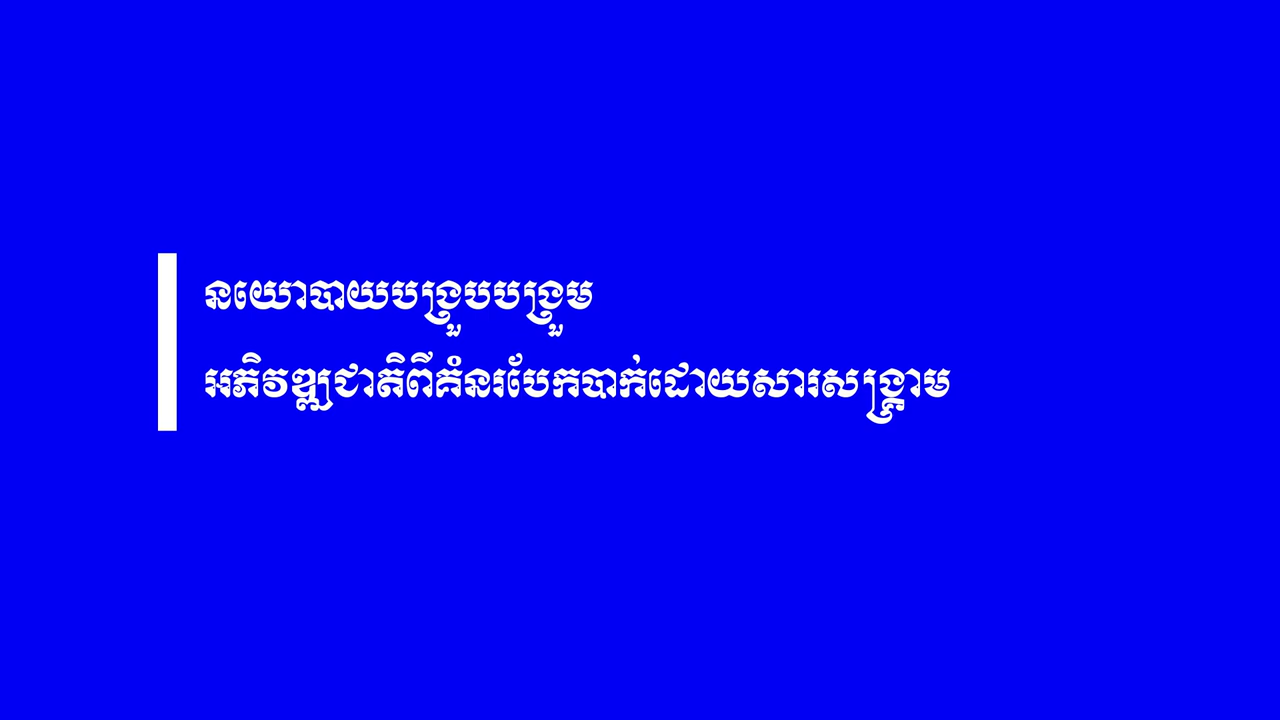 នយោបាយបង្រួបបង្រួម
អភិវឌ្ឍជាតិពីគំនរបែកបាក់ដោយសារសង្គ្រាម